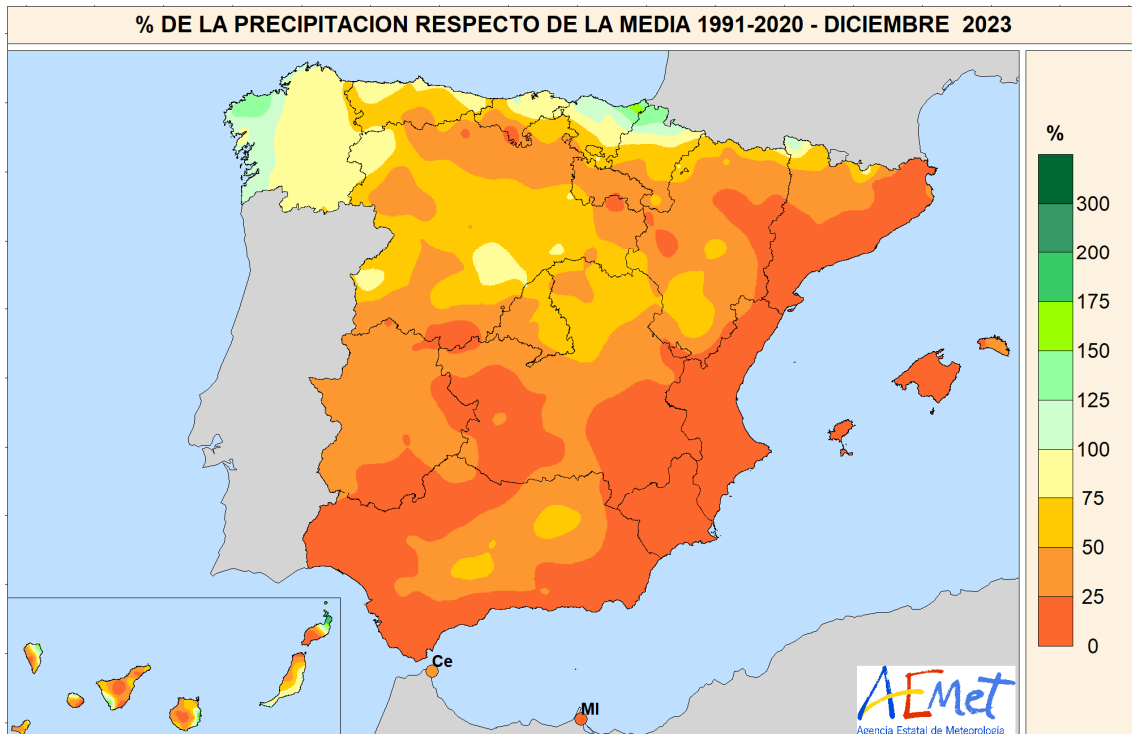 % DE LA PRECIPITACION RESPECTO DE LA MEDIA 1991-2020 - DICIEMBRE 2023
%
300
200
175
150
125
100
75
50
25
0
Ce
Ml
AEMet
Agencia Estatal de Meteorología